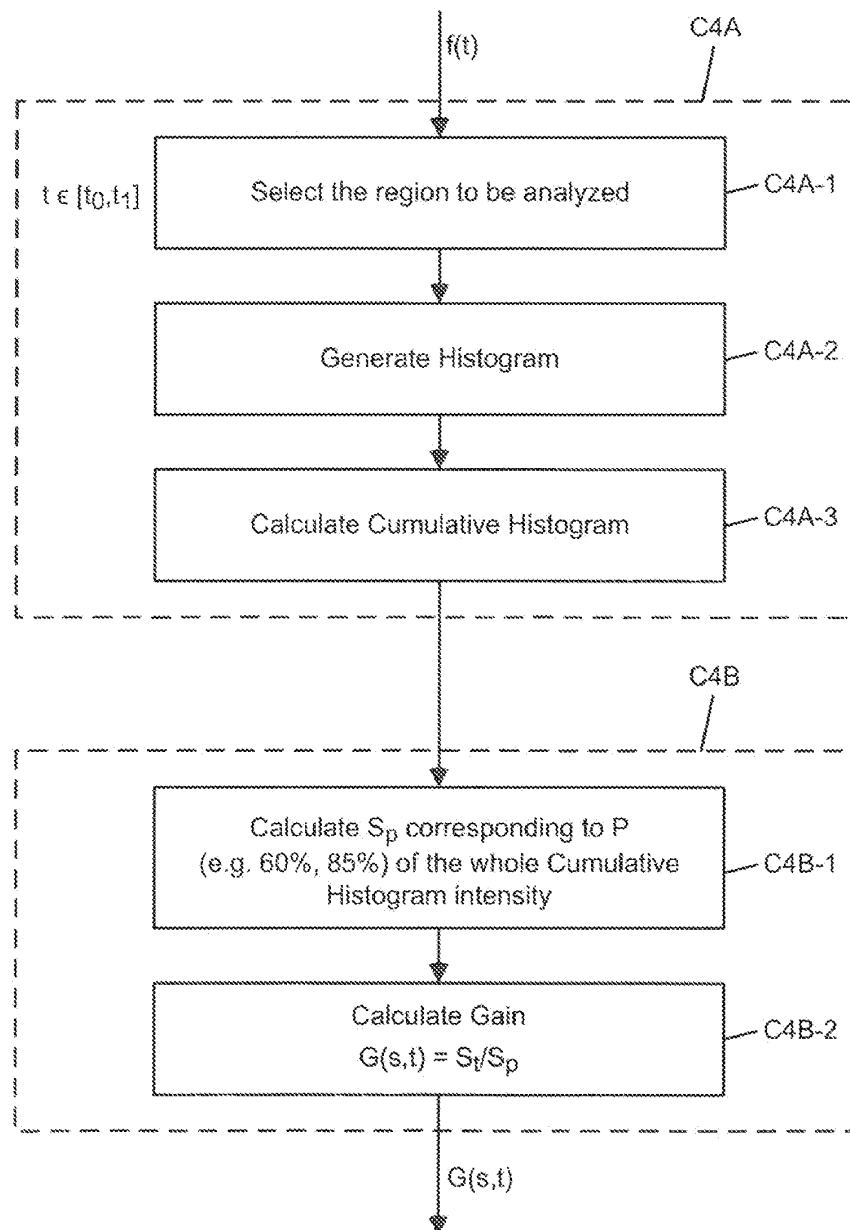 C4A
f(t)
t ϵ [t0,t1]
Select the region to be analyzed
C4A-1
Generate Histogram
C4A-2
Calculate Cumulative Histogram
C4A-3
C4B
Calculate Sp corresponding to P
(e.g. 60%, 85%) of the whole Cumulative
Histogram intensity
C4B-1
Calculate Gain
G(s,t) = St/Sp
C4B-2
G(s,t)